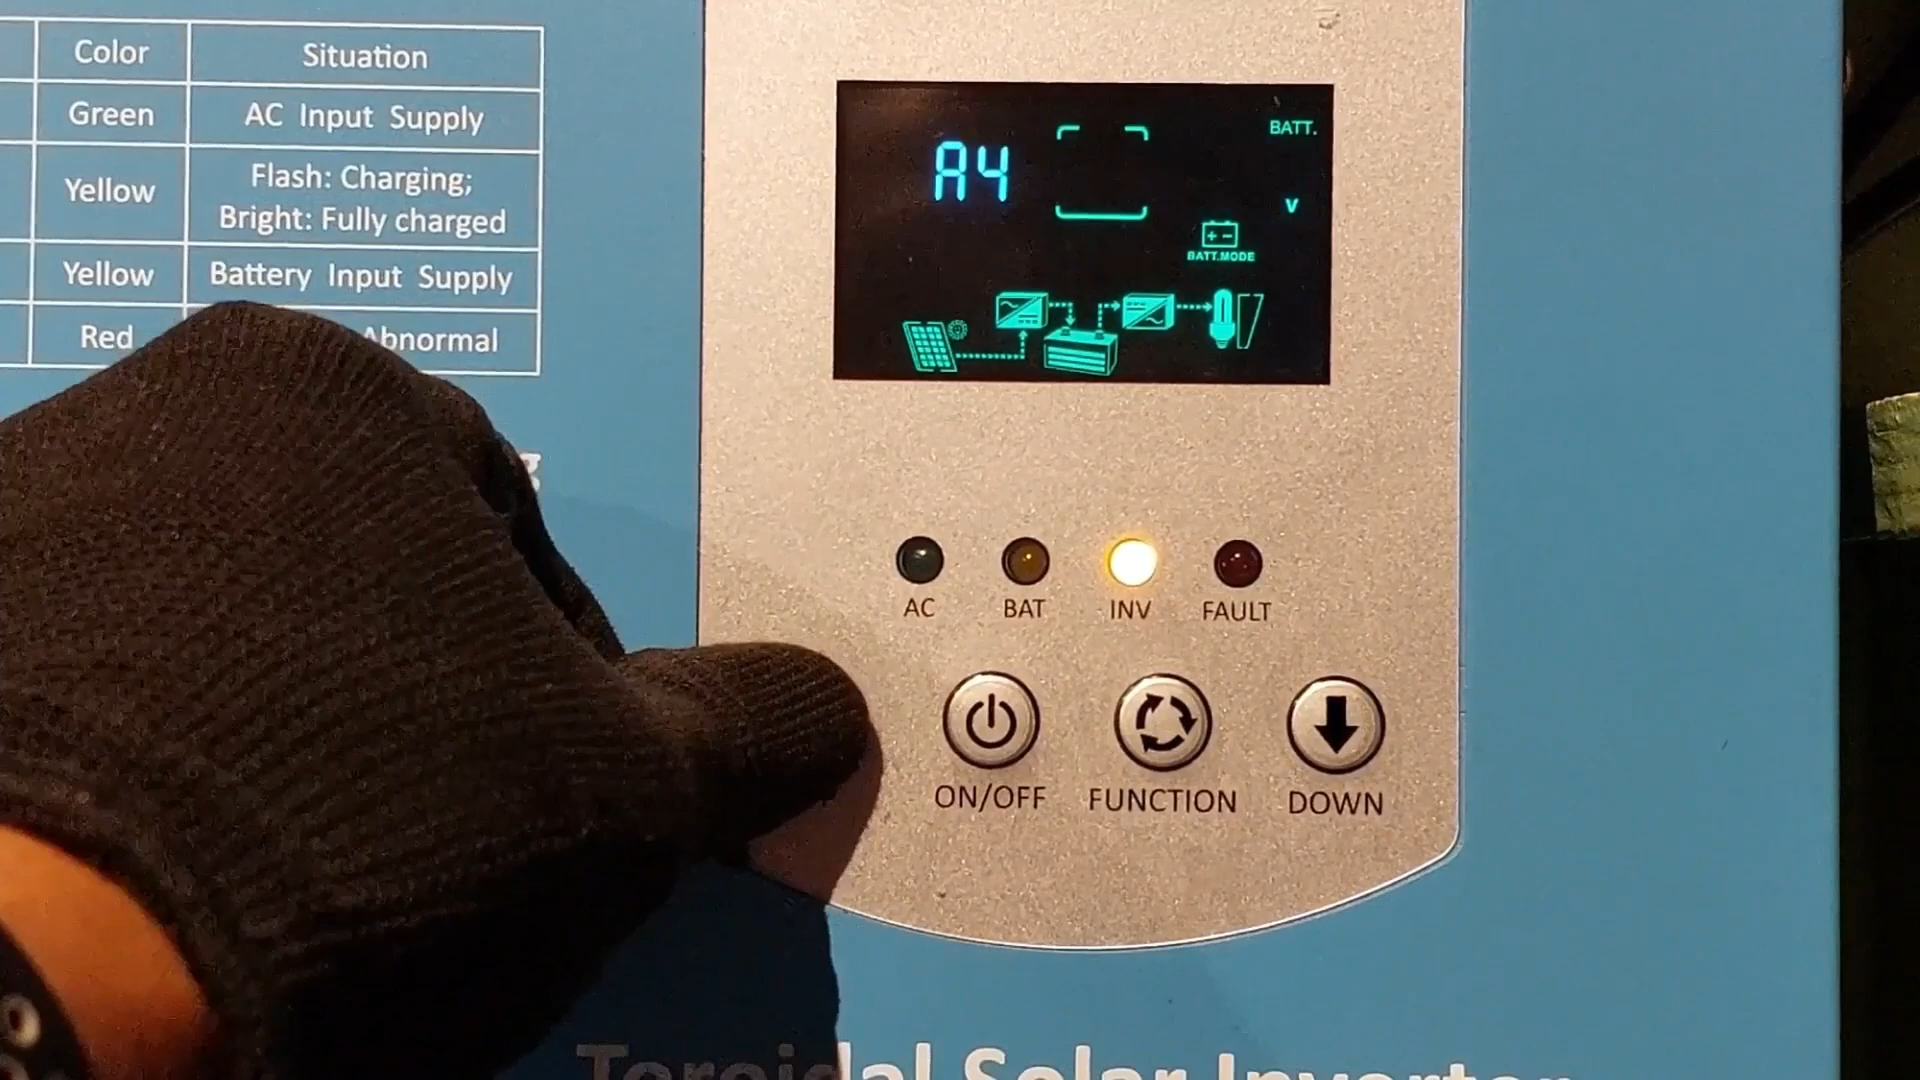 Color Situation
Green AC Input Supply
Yellow Flash: Charging;
Bright: Fully charged
Yellow Battery Input Supply
Red Abnormal
A4
BATT.
V
BATT.MODE
AC BAT INV FAULT
ON/OFF FUNCTION DOWN
Toroidal Solar Inverter